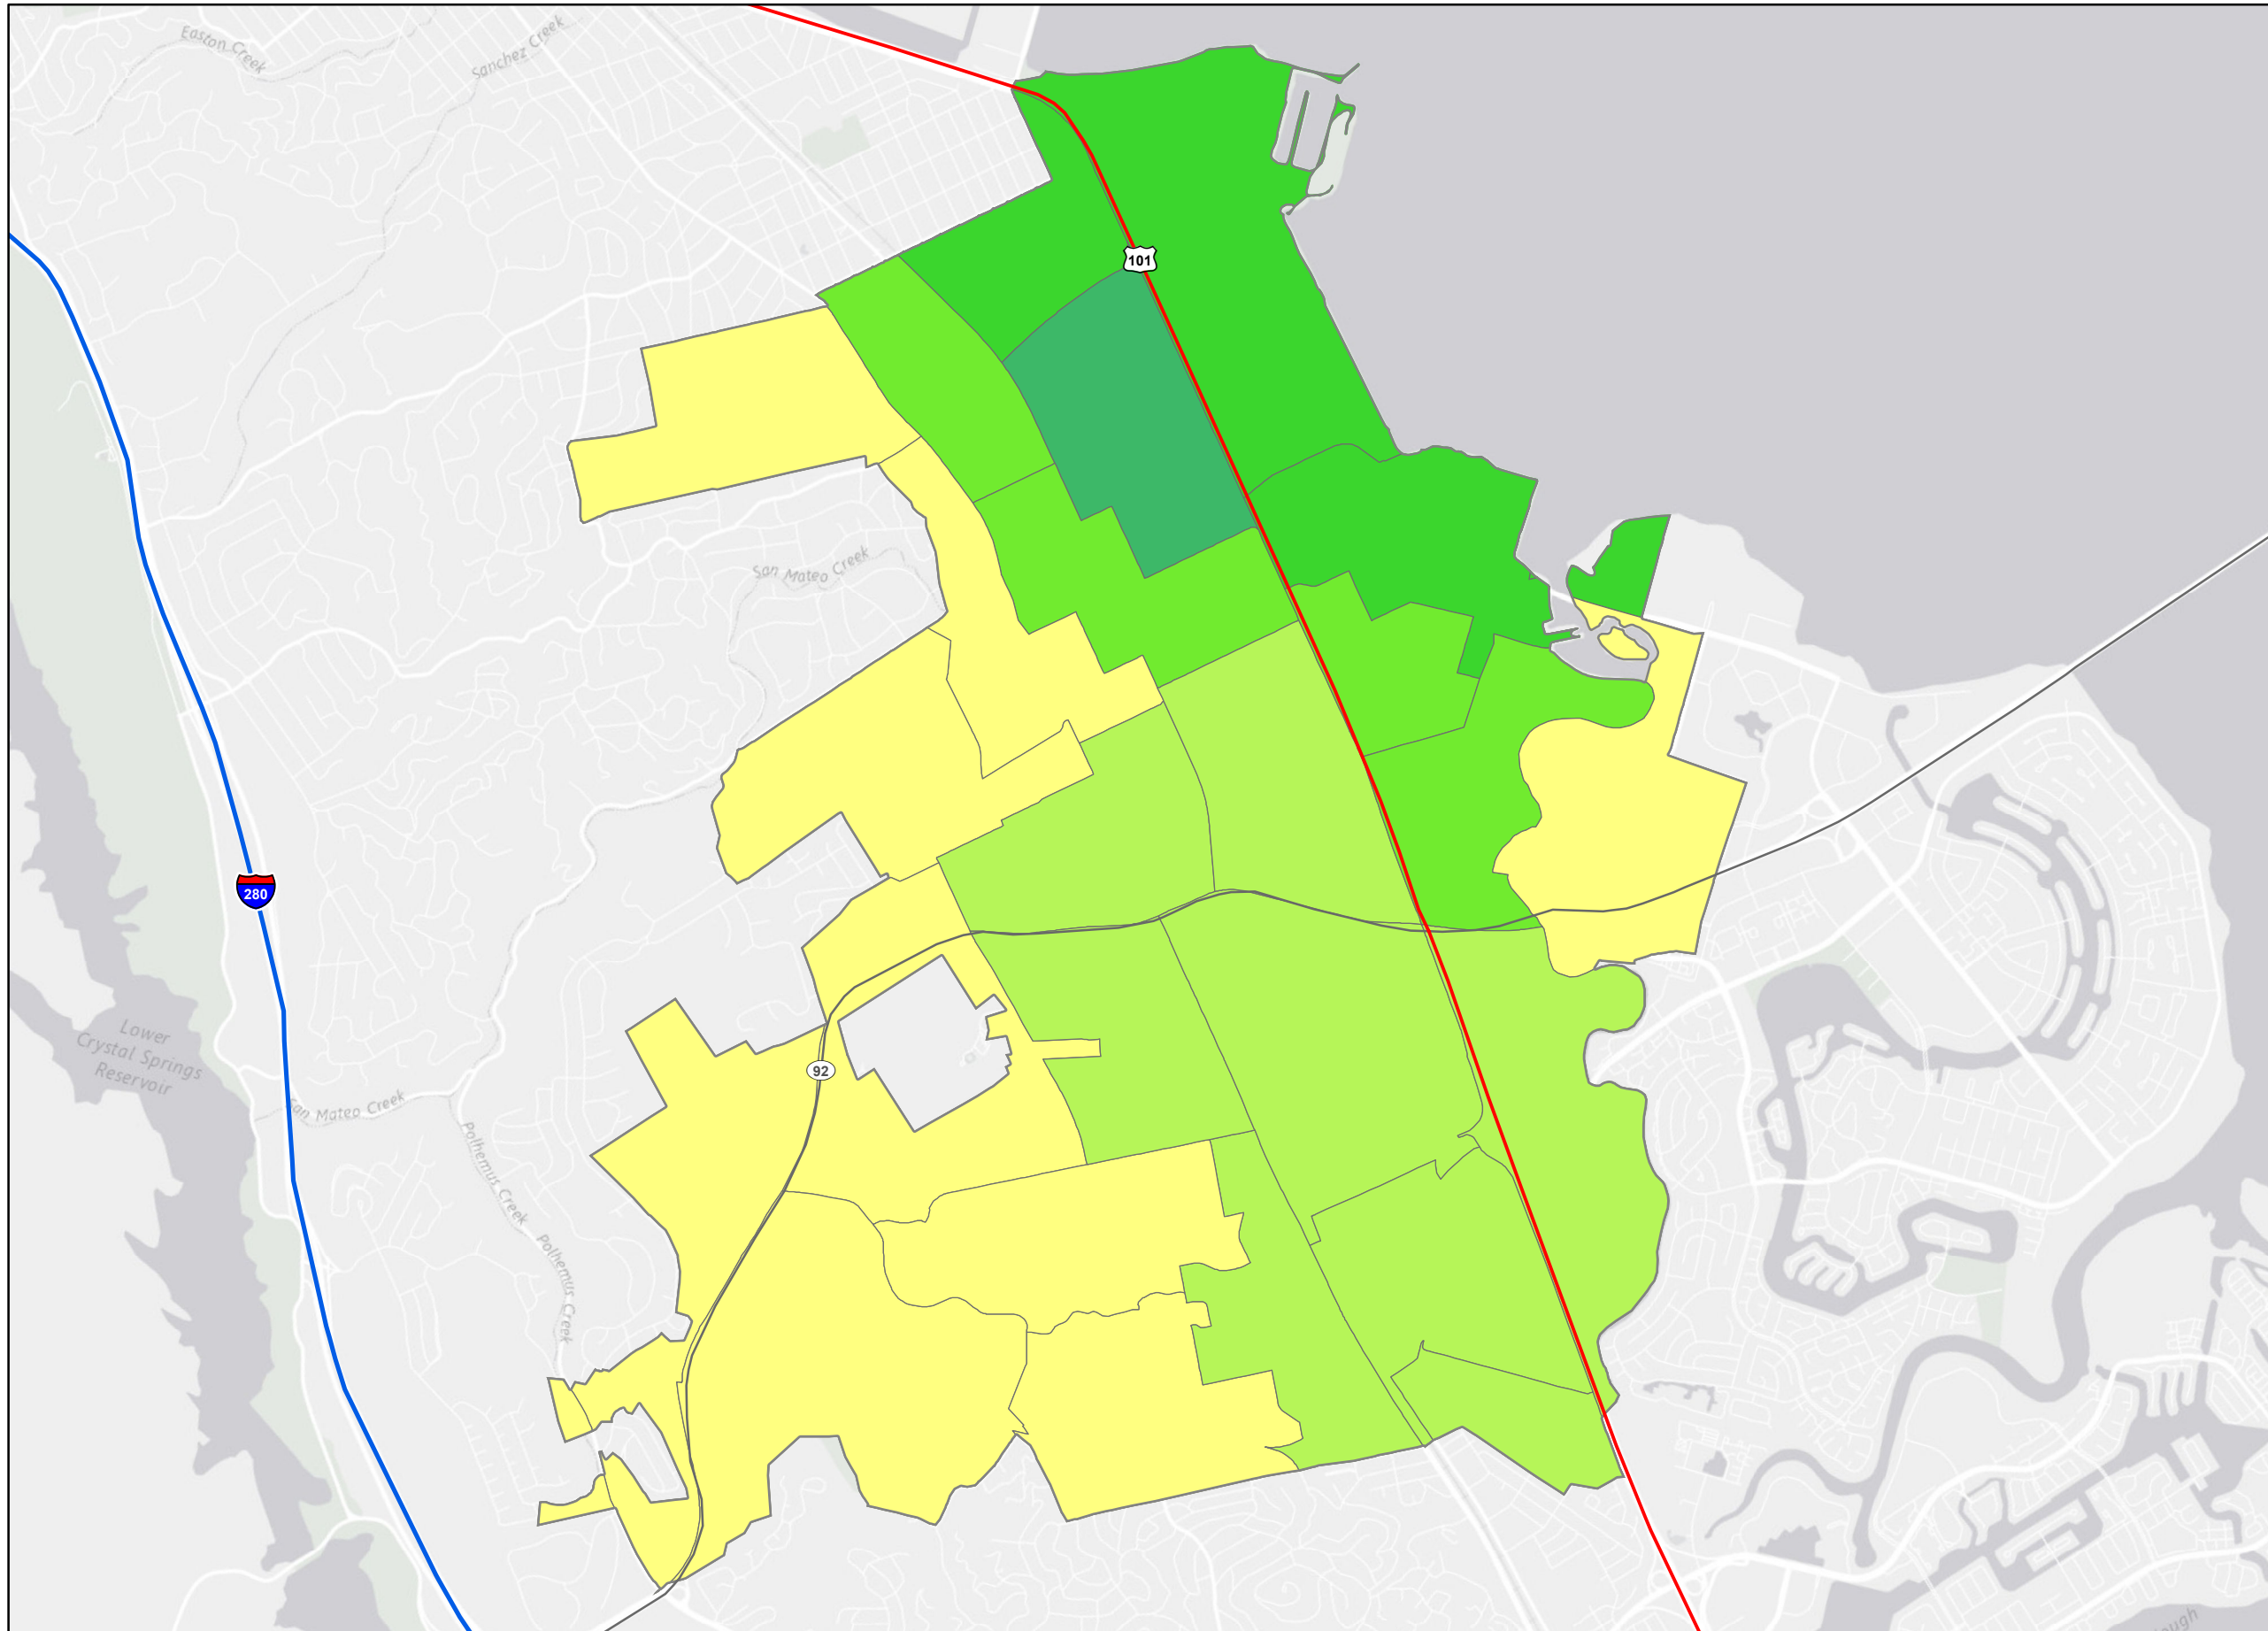 Easton Creek
Sanchez Creek
101
San Mateo Creek
280
Lower
Crystal Springs
Reservoir
92
San Mateo Creek
Polhemus Creek
Polhemus Creek